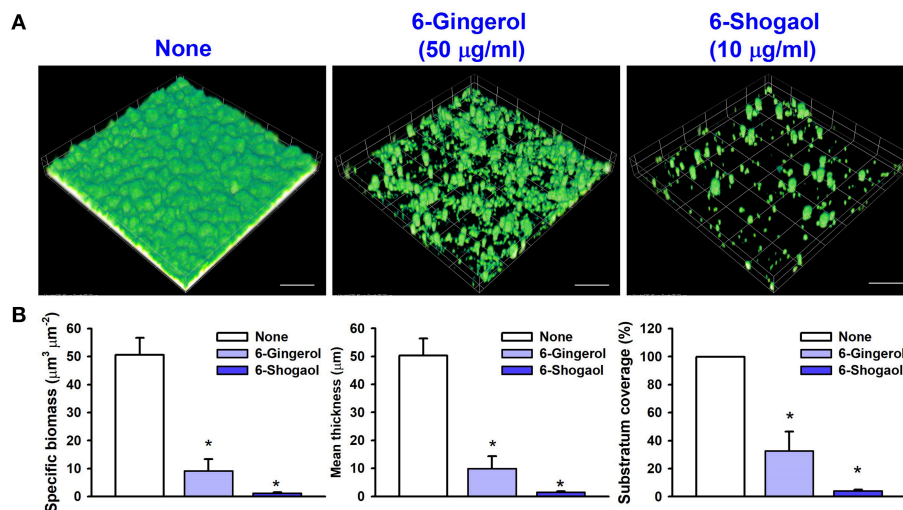 A
None
6-Gingerol
(50 µg/ml)
6-Shogaol
(10 µg/ml)
B
Specific biomass (µm³ µm⁻²)
60
50
40
30
20
10
0
None
6-Gingerol
6-Shogaol
*
*
Mean thickness (µm)
60
50
40
30
20
10
0
None
6-Gingerol
6-Shogaol
*
*
Substratum coverage (%)
120
100
80
60
40
20
0
None
6-Gingerol
6-Shogaol
*
*